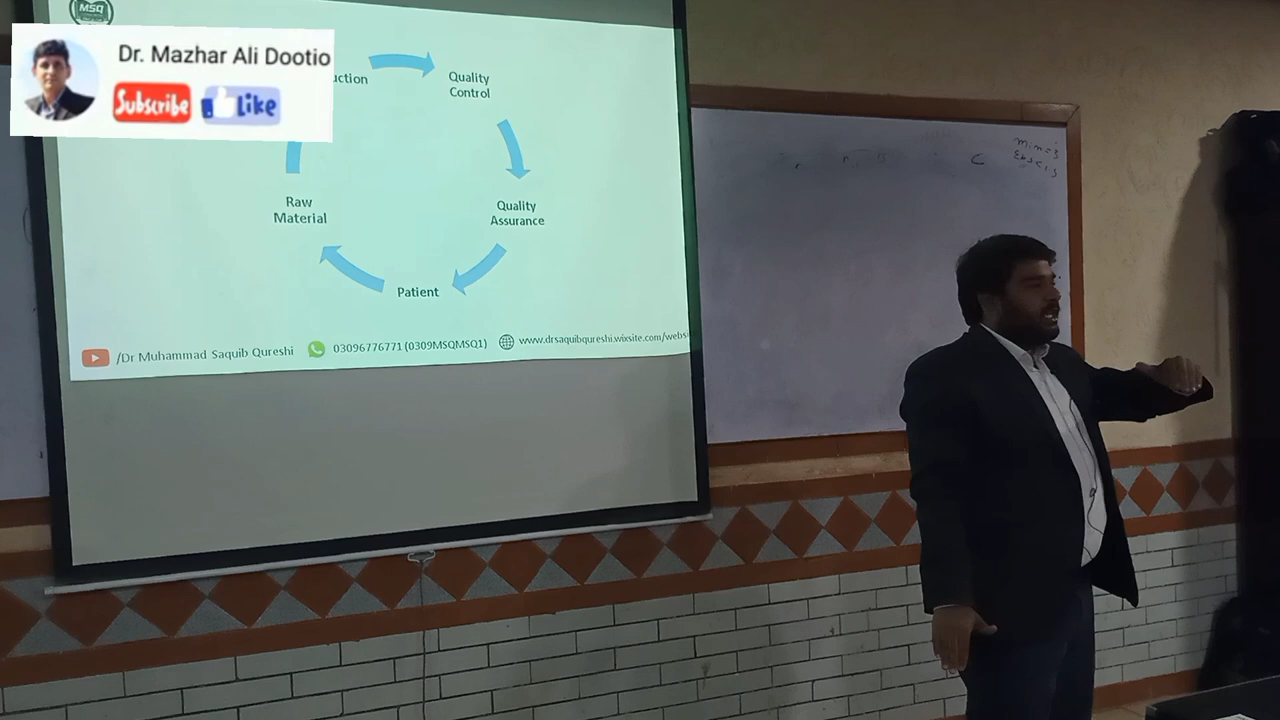 MSQ
Dr. Mazhar Ali Dootio
Subscribe
Like
uction
Quality
Control
Raw
Material
Quality
Assurance
Patient
/Dr Muhammad Saquib Qureshi
03096776771 (0309MSQMSQ1)
www.drsaquibqureshi.wixsite.com/websi